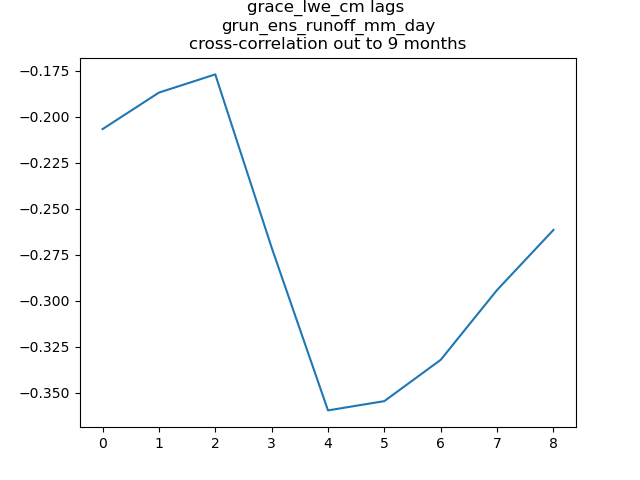 grace_lwe_cm lags
grun_ens_runoff_mm_day
cross-correlation out to 9 months
−0.175
−0.200
−0.225
−0.250
−0.275
−0.300
−0.325
−0.350
0 1 2 3 4 5 6 7 8